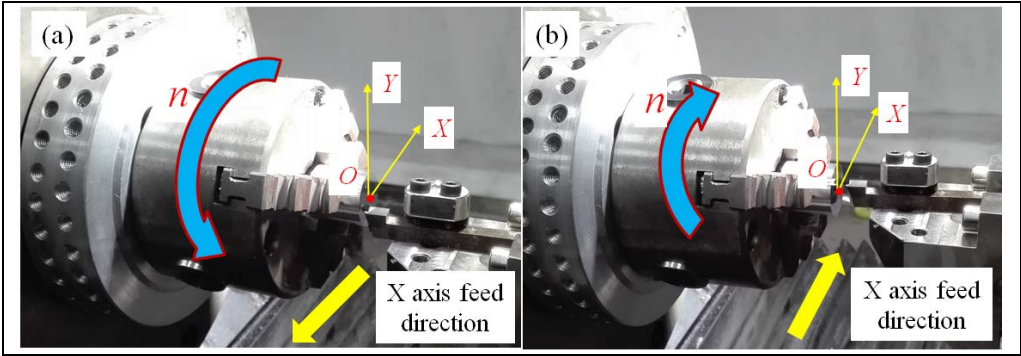 (a)
n
Y
X
O
X axis feed
direction
(b)
n
Y
X
O
X axis feed
direction